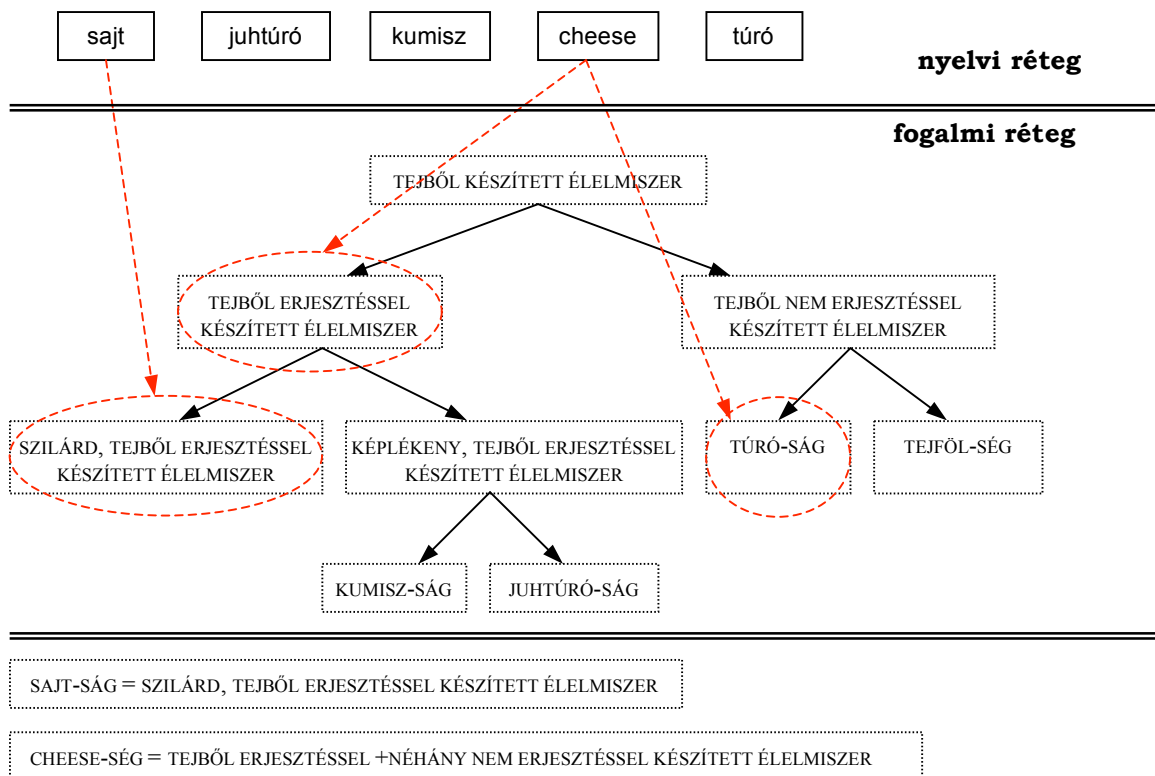 sajt juhtúró kumisz cheese túró
nyelvi réteg
fogalmi réteg
TEJBŐL KÉSZÍTETT ÉLELMISZER
TEJBŐL ERJESZTÉSSEL
KÉSZÍTETT ÉLELMISZER
TEJBŐL NEM ERJESZTÉSSEL
KÉSZÍTETT ÉLELMISZER
SZILÁRD, TEJBŐL ERJESZTÉSSEL
KÉSZÍTETT ÉLELMISZER
KÉPLÉKENY, TEJBŐL ERJESZTÉSSEL
KÉSZÍTETT ÉLELMISZER
TÚRÓ-SÁG
TEJFÖL-SÉG
KUMISZ-SÁG
JUHTÚRÓ-SÁG
SAJT-SÁG = SZILÁRD, TEJBŐL ERJESZTÉSSEL KÉSZÍTETT ÉLELMISZER
CHEESE-SÉG = TEJBŐL ERJESZTÉSSEL +NÉHÁNY NEM ERJESZTÉSSEL KÉSZÍTETT ÉLELMISZER